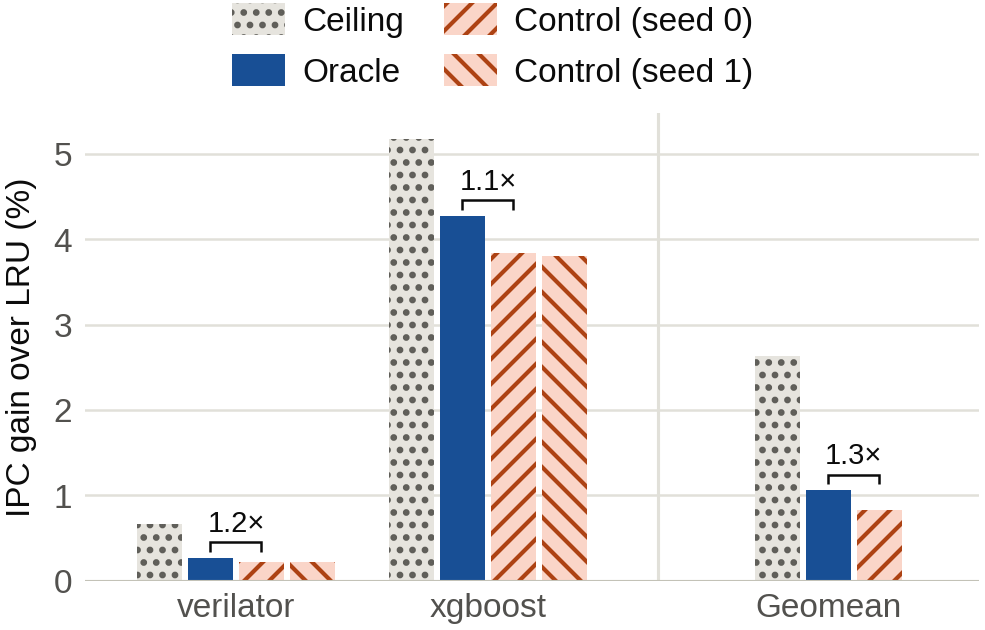 Ceiling
Control (seed 0)
Oracle
Control (seed 1)
IPC gain over LRU (%)
5
4
3
2
1
0
1.2×
1.1×
1.3×
verilator
xgboost
Geomean